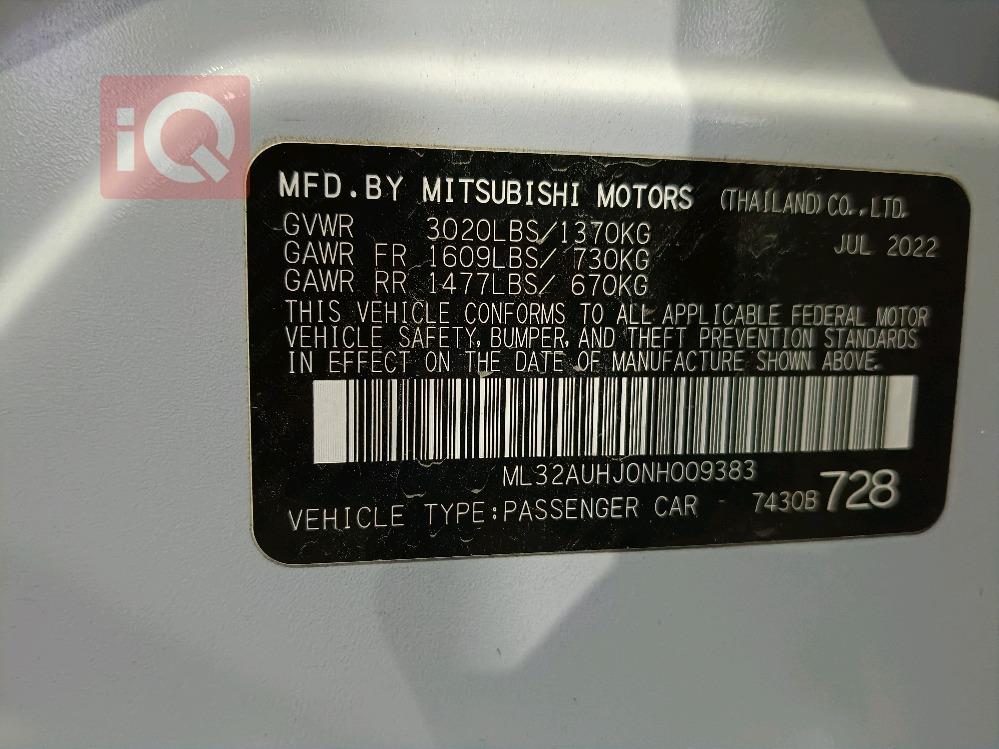 iQ
MFD.BY MITSUBISHI MOTORS (THAILAND) CO.,LTD.
GVWR 3020LBS/1370KG JUL 2022
GAWR FR 1609LBS/ 730KG
GAWR RR 1477LBS/ 670KG
THIS VEHICLE CONFORMS TO ALL APPLICABLE FEDERAL MOTOR
VEHICLE SAFETY, BUMPER, AND THEFT PREVENTION STANDARDS
IN EFFECT ON THE DATE OF MANUFACTURE SHOWN ABOVE.
ML32AUHJ0NH009383
VEHICLE TYPE:PASSENGER CAR 7430B 728